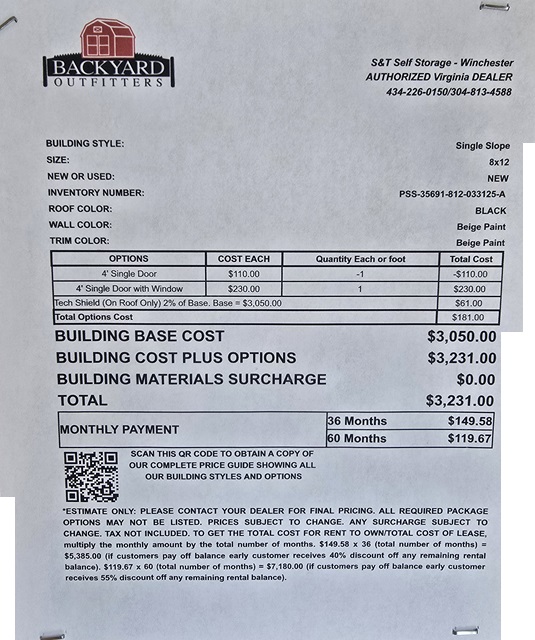 BACKYARD
OUTFITTERS
S&T Self Storage - Winchester
AUTHORIZED Virginia DEALER
434-226-0150/304-813-4588
BUILDING STYLE: Single Slope
SIZE: 8x12
NEW OR USED: NEW
INVENTORY NUMBER: PSS-35691-812-033125-A
ROOF COLOR: BLACK
WALL COLOR: Beige Paint
TRIM COLOR: Beige Paint
OPTIONS COST EACH Quantity Each or foot Total Cost
4' Single Door $110.00 -1 -$110.00
4' Single Door with Window $230.00 1 $230.00
Tech Shield (On Roof Only) 2% of Base. Base = $3,050.00 $61.00
Total Options Cost $181.00
BUILDING BASE COST $3,050.00
BUILDING COST PLUS OPTIONS $3,231.00
BUILDING MATERIALS SURCHARGE $0.00
TOTAL $3,231.00
MONTHLY PAYMENT
36 Months $149.58
60 Months $119.67
SCAN THIS QR CODE TO OBTAIN A COPY OF
OUR COMPLETE PRICE GUIDE SHOWING ALL
OUR BUILDING STYLES AND OPTIONS
*ESTIMATE ONLY: PLEASE CONTACT YOUR DEALER FOR FINAL PRICING. ALL REQUIRED PACKAGE
OPTIONS MAY NOT BE LISTED. PRICES SUBJECT TO CHANGE. ANY SURCHARGE SUBJECT TO
CHANGE. TAX NOT INCLUDED. TO GET THE TOTAL COST FOR RENT TO OWN/TOTAL COST OF LEASE,
multiply the monthly amount by the total number of months. $149.58 x 36 (total number of months) =
$5,385.00 (if customers pay off balance early customer receives 40% discount off any remaining rental
balance). $119.67 x 60 (total number of months) = $7,180.00 (if customers pay off balance early customer
receives 55% discount off any remaining rental balance).